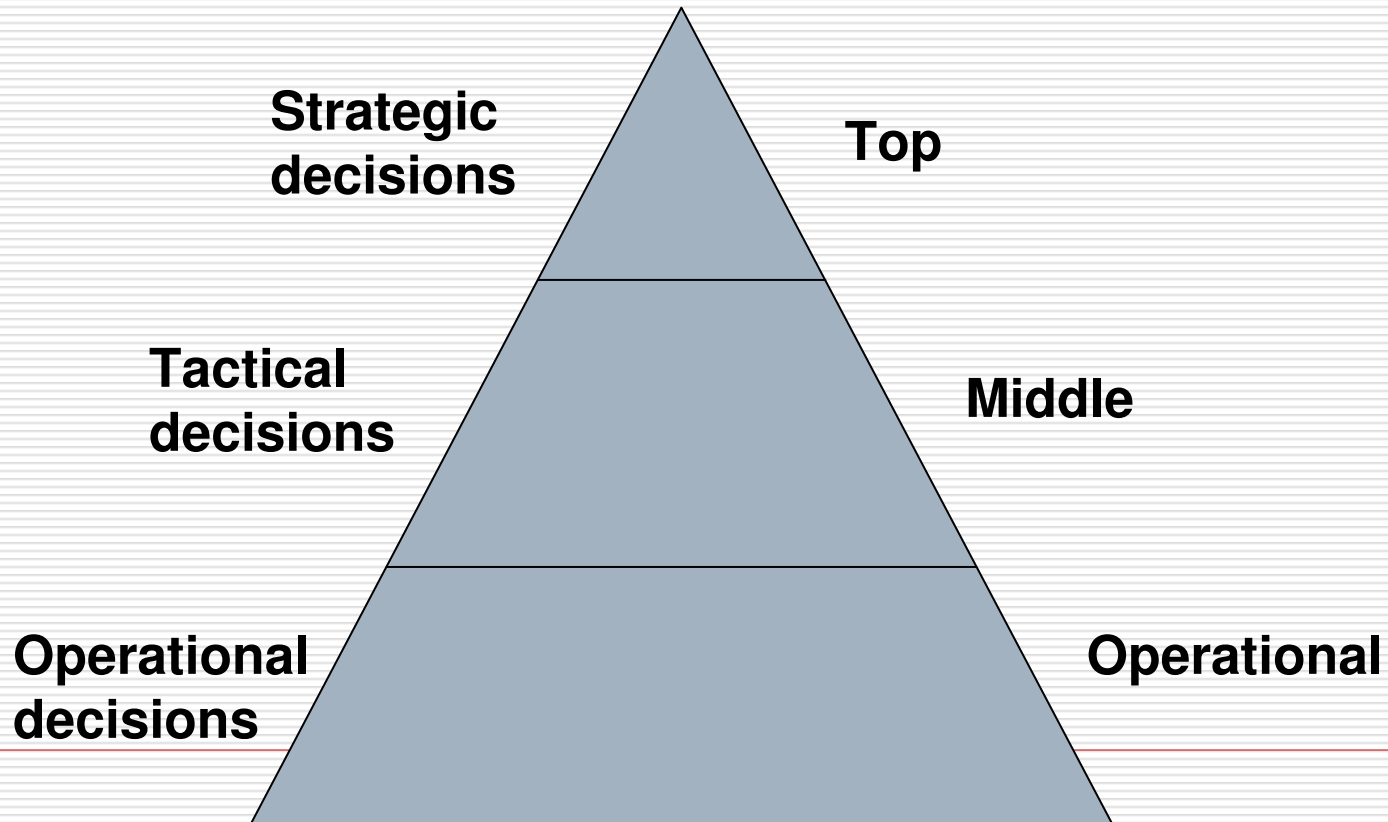 Strategic
decisions
Top
Tactical
decisions
Middle
Operational
decisions
Operational